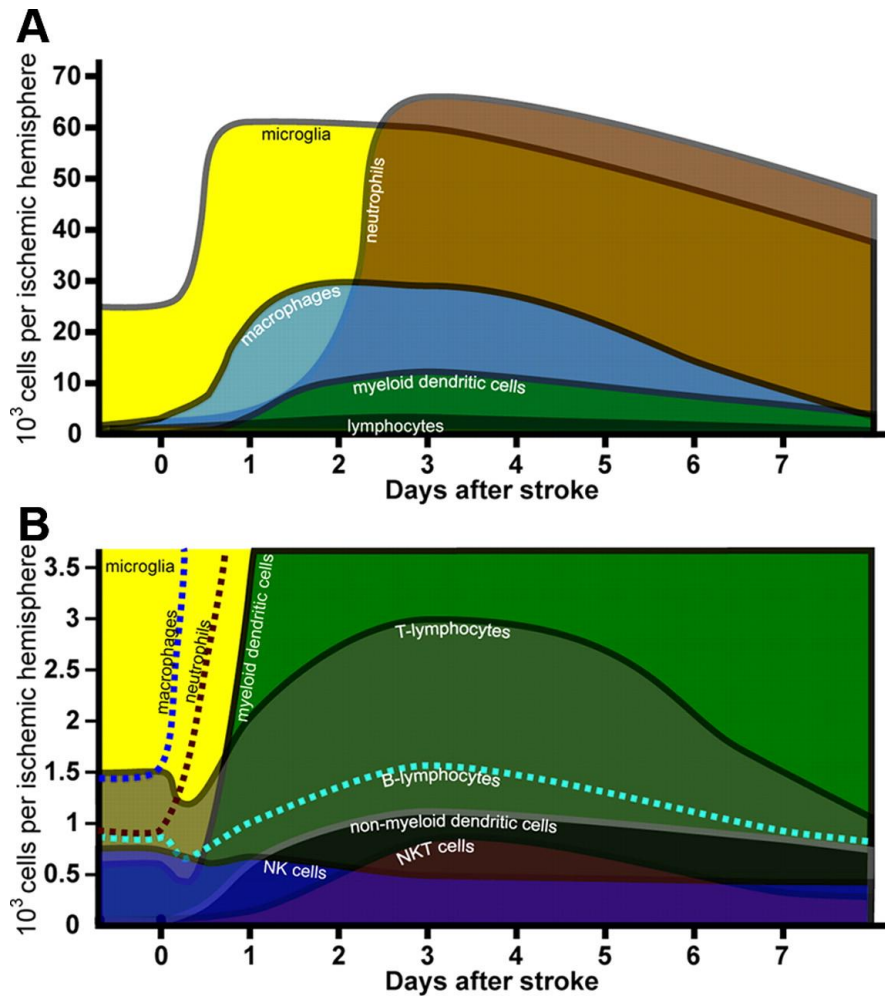 A
10³ cells per ischemic hemisphere
70
60
50
40
30
20
10
0
microglia
neutrophils
macrophages
myeloid dendritic cells
lymphocytes
0 1 2 3 4 5 6 7
Days after stroke
B
10³ cells per ischemic hemisphere
3.5
3
2.5
2
1.5
1
0.5
0
microglia
macrophages
neutrophils
myeloid dendritic cells
T-lymphocytes
B-lymphocytes
non-myeloid dendritic cells
NKT cells
NK cells
0 1 2 3 4 5 6 7
Days after stroke